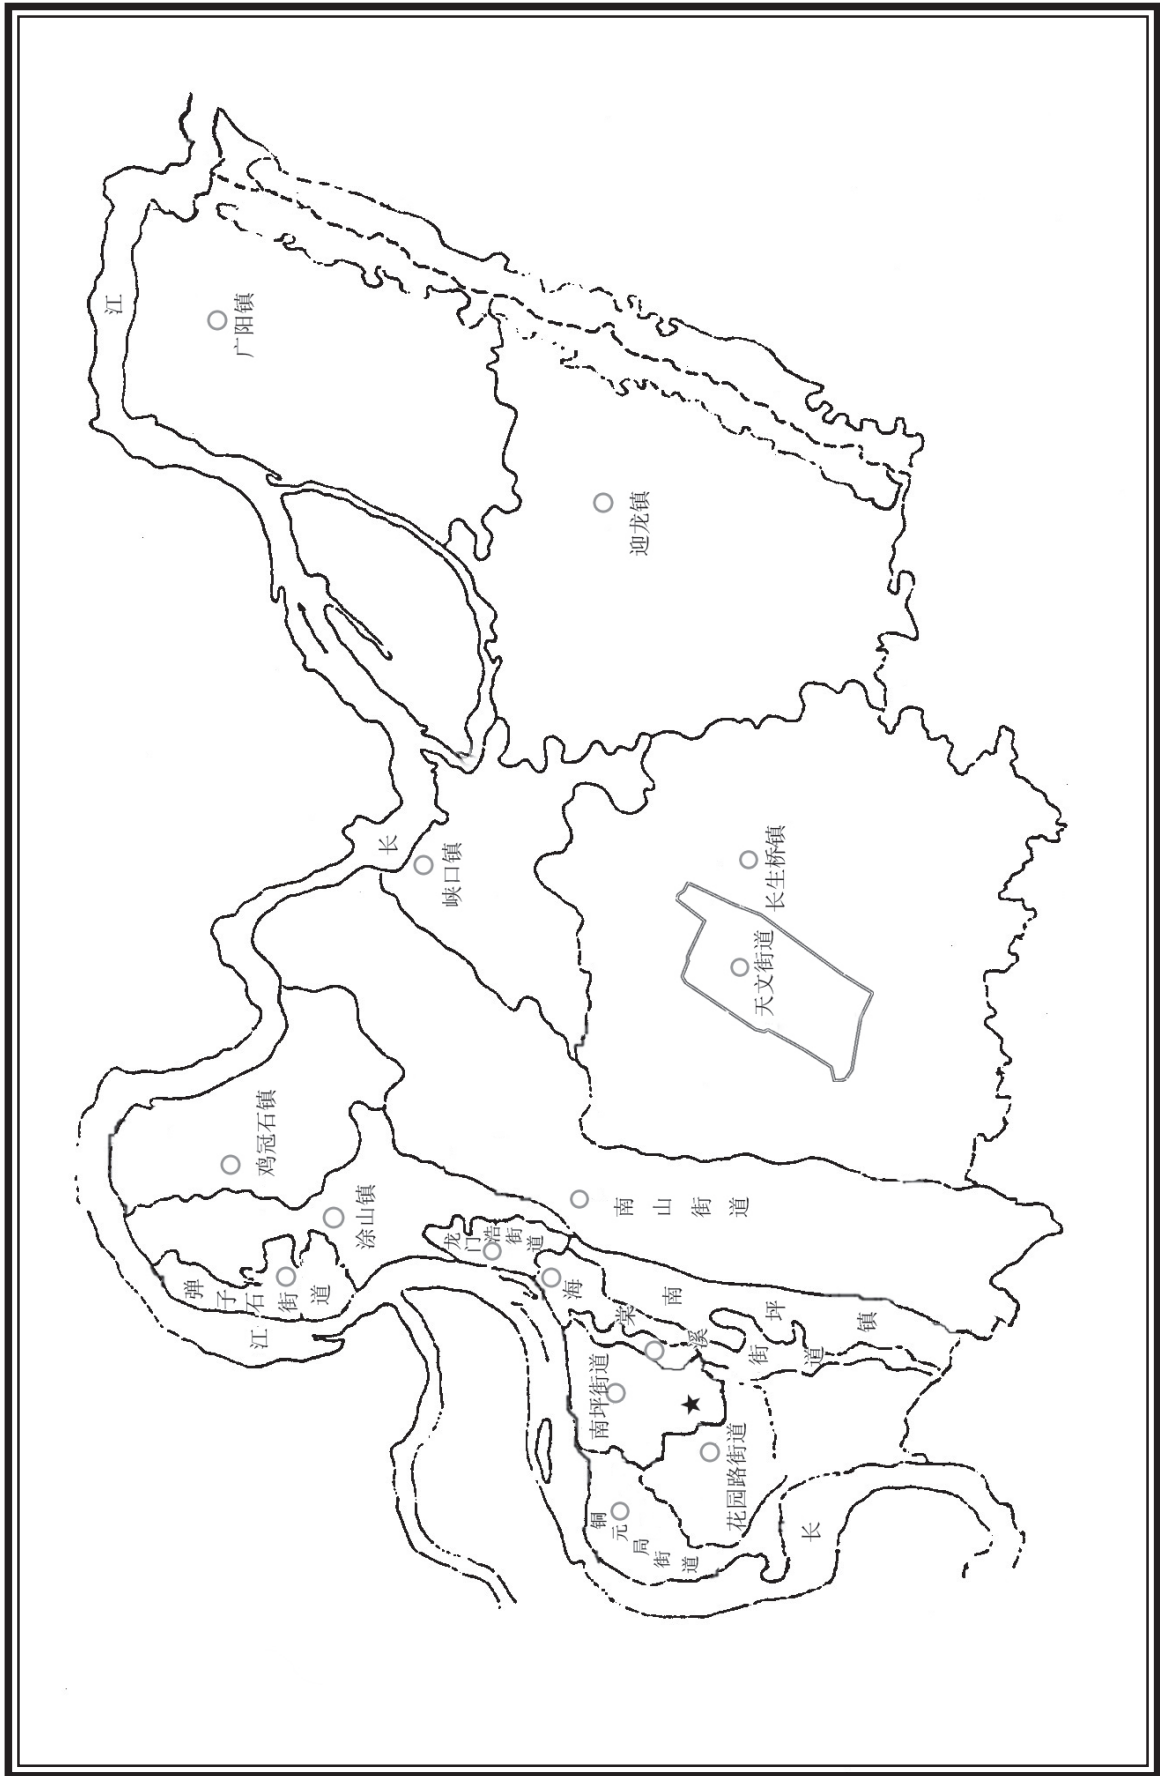 江
广阳镇
迎龙镇
长
峡口镇
长生桥镇
天文街道
鸡冠石镇
涂山镇
南山街道
龙门浩街道
弹子石街道
江
海棠溪街道
南坪镇
南坪街道
花园路街道
铜元局街道
长